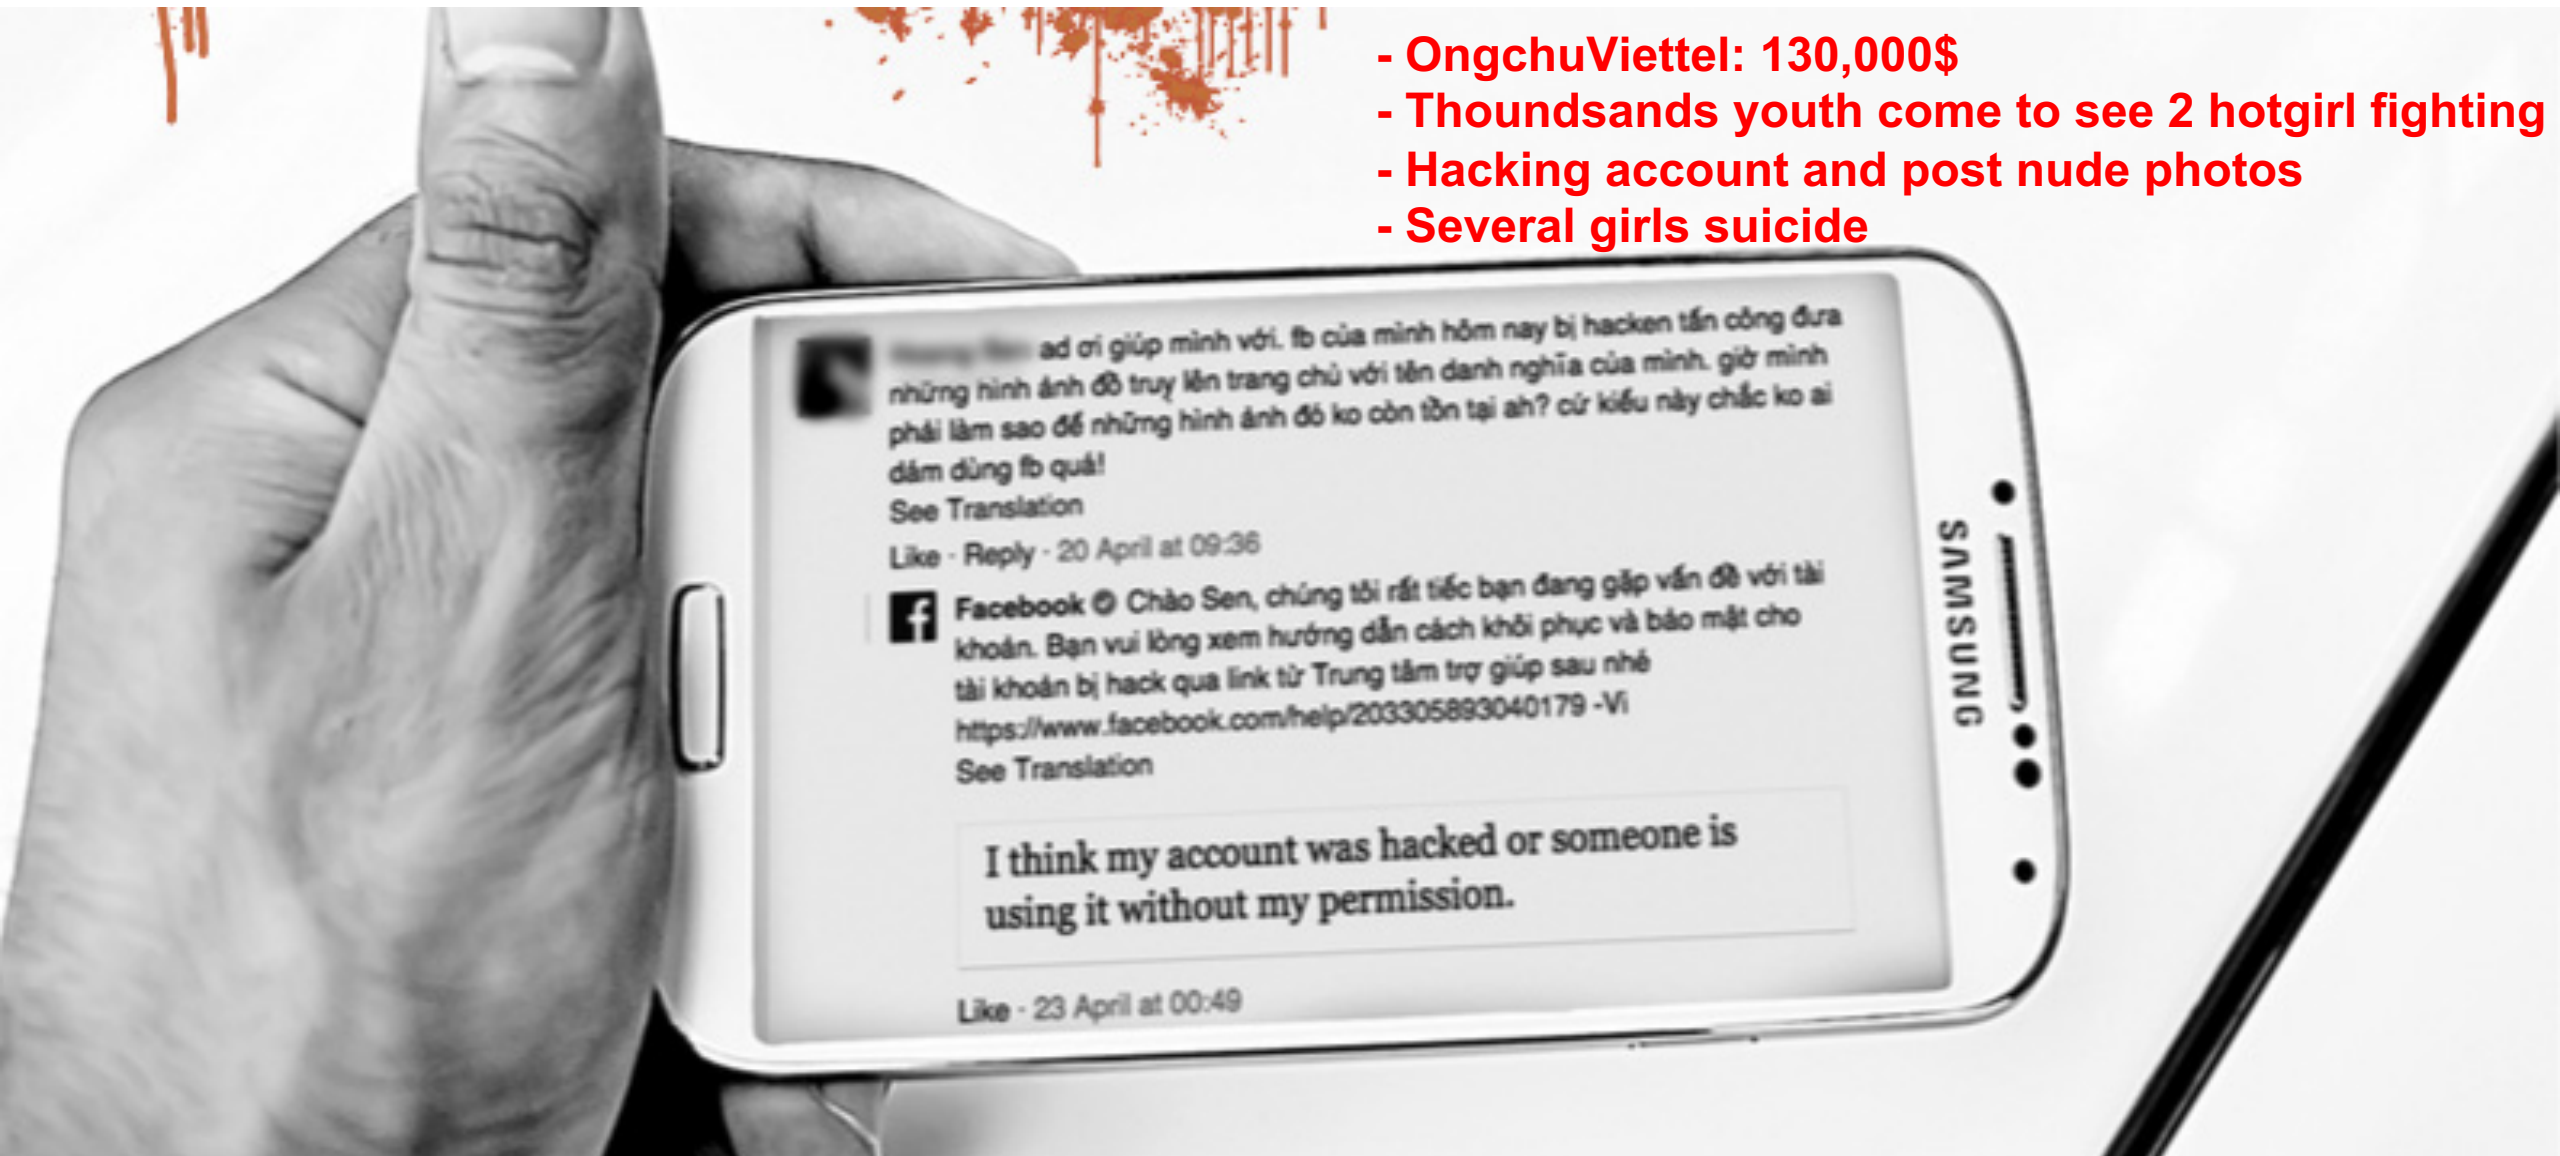 - OngchuViettel: 130,000$
- Thoundsands youth come to see 2 hotgirl fighting
- Hacking account and post nude photos
- Several girls suicide
ad ơi giúp mình với. fb của mình hôm nay bị hacken tấn công đưa
những hình ảnh đồ truỵ lên trang chủ với tên danh nghĩa của mình. giờ mình
phải làm sao để những hình ảnh đó ko còn tồn tại ah? cứ kiểu này chắc ko ai
dám dùng fb quá!
See Translation
Like · Reply · 20 April at 09:36
Facebook Chào Sen, chúng tôi rất tiếc bạn đang gặp vấn đề với tài
khoản. Bạn vui lòng xem hướng dẫn cách khôi phục và bảo mật cho
tài khoản bị hack qua link từ Trung tâm trợ giúp sau nhé
https://www.facebook.com/help/203305893040179 -Vi
See Translation
I think my account was hacked or someone is
using it without my permission.
Like · 23 April at 00:49
SAMSUNG